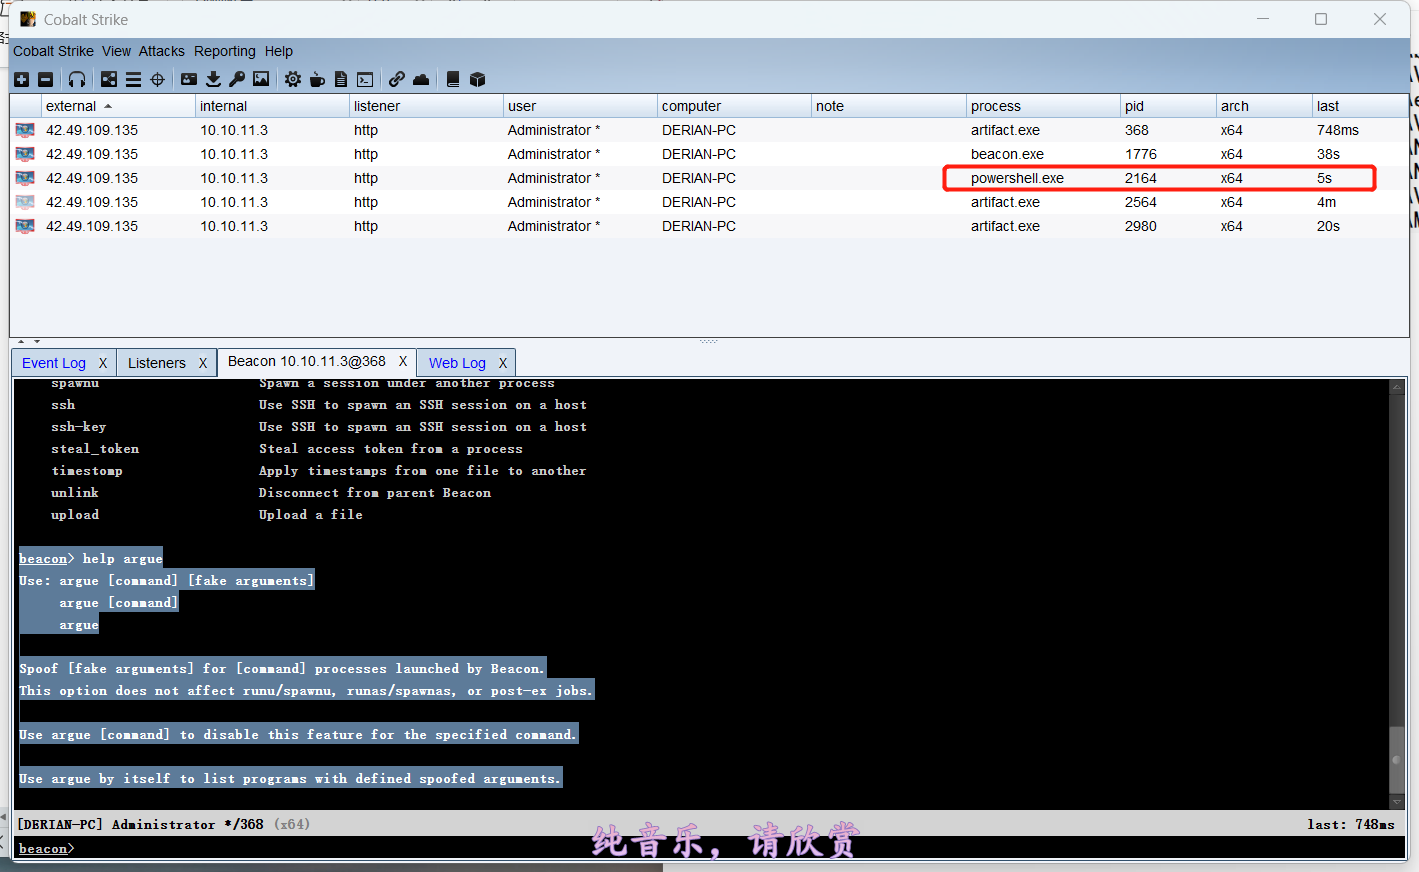 Cobalt Strike
Cobalt Strike View Attacks Reporting Help
external internal listener user computer note process pid arch last
42.49.109.135 10.10.11.3 http Administrator * DERIAN-PC artifact.exe 368 x64 748ms
42.49.109.135 10.10.11.3 http Administrator * DERIAN-PC beacon.exe 1776 x64 38s
42.49.109.135 10.10.11.3 http Administrator * DERIAN-PC powershell.exe 2164 x64 5s
42.49.109.135 10.10.11.3 http Administrator * DERIAN-PC artifact.exe 2564 x64 4m
42.49.109.135 10.10.11.3 http Administrator * DERIAN-PC artifact.exe 2980 x64 20s
Event Log X Listeners X Beacon 10.10.11.3@368 X Web Log X
spawnu Spawn a session under another process
ssh Use SSH to spawn an SSH session on a host
ssh-key Use SSH to spawn an SSH session on a host
steal_token Steal access token from a process
timestomp Apply timestamps from one file to another
unlink Disconnect from parent Beacon
upload Upload a file
beacon> help argue
Use: argue [command] [fake arguments]
argue [command]
argue
Spoof [fake arguments] for [command] processes launched by Beacon.
This option does not affect runu/spawnu, runas/spawnas, or post-ex jobs.
Use argue [command] to disable this feature for the specified command.
Use argue by itself to list programs with defined spoofed arguments.
[DERIAN-PC] Administrator */368 (x64) last: 748ms
beacon>
纯音乐，请欣赏